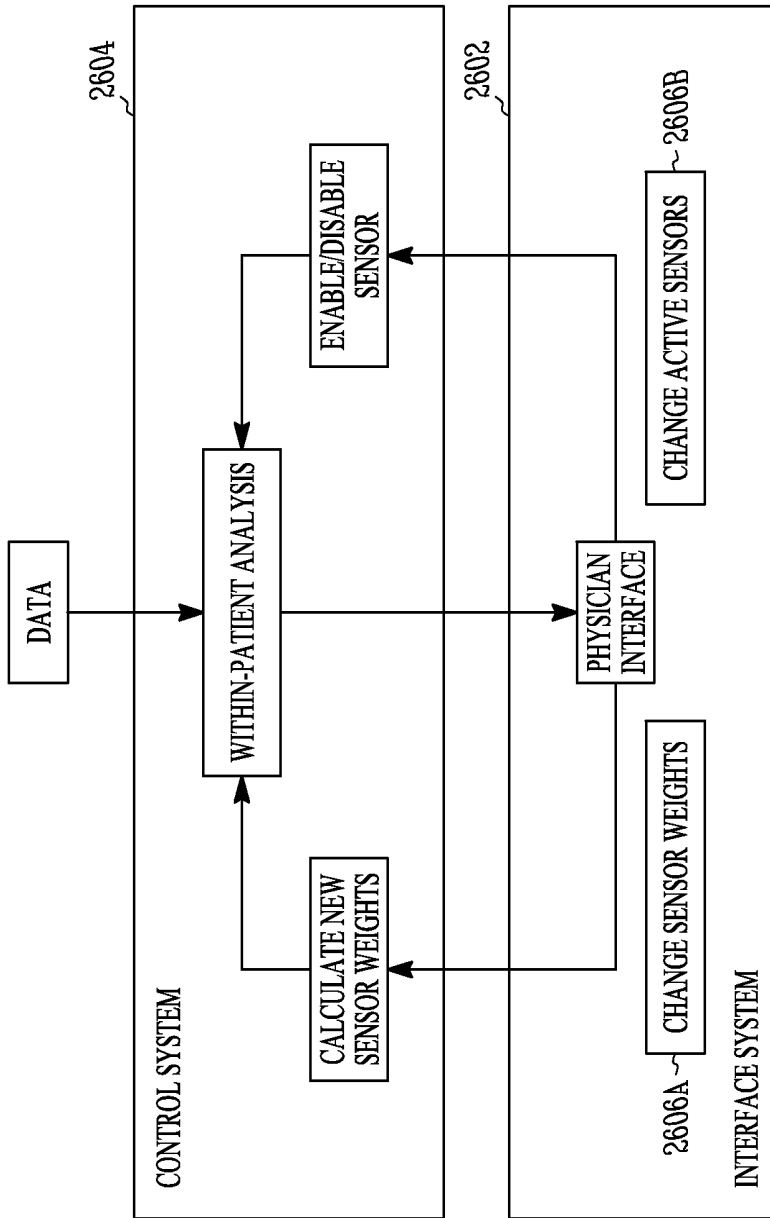 DATA
2604
CONTROL SYSTEM
WITHIN-PATIENT ANALYSIS
CALCULATE NEW
SENSOR WEIGHTS
ENABLE/DISABLE
SENSOR
2602
PHYSICIAN
INTERFACE
2606A
CHANGE SENSOR WEIGHTS
CHANGE ACTIVE SENSORS
2606B
INTERFACE SYSTEM